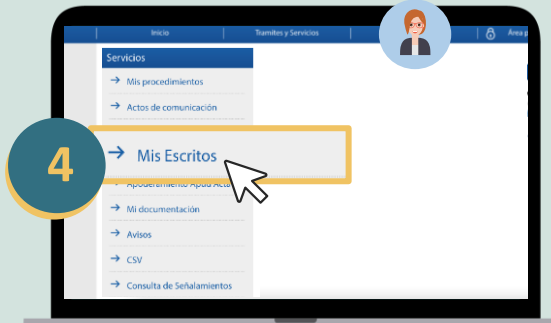 Inicio Tramites y Servicios Área p
Servicios
→ Mis procedimientos
→ Actos de comunicación
4 → Mis Escritos
Apoderamiento Apud Acta
→ Mi documentación
→ Avisos
→ CSV
→ Consulta de Señalamientos